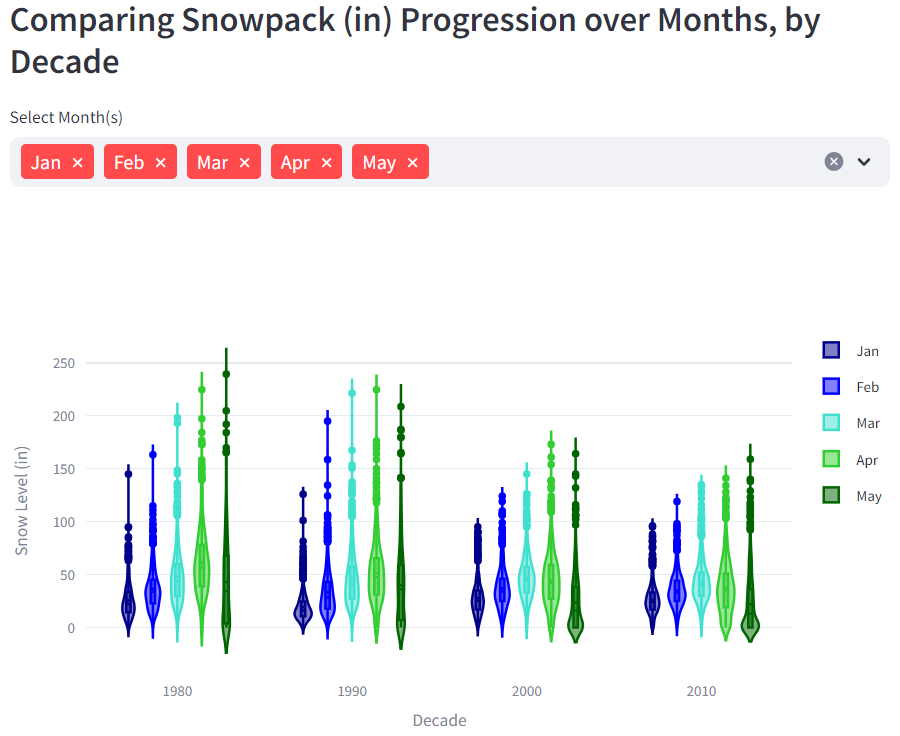 Comparing Snowpack (in) Progression over Months, by
Decade
Select Month(s)
Jan × Feb × Mar × Apr × May ×
250
200
150
100
50
0
Snow Level (in)
1980 1990 2000 2010
Decade
Jan
Feb
Mar
Apr
May